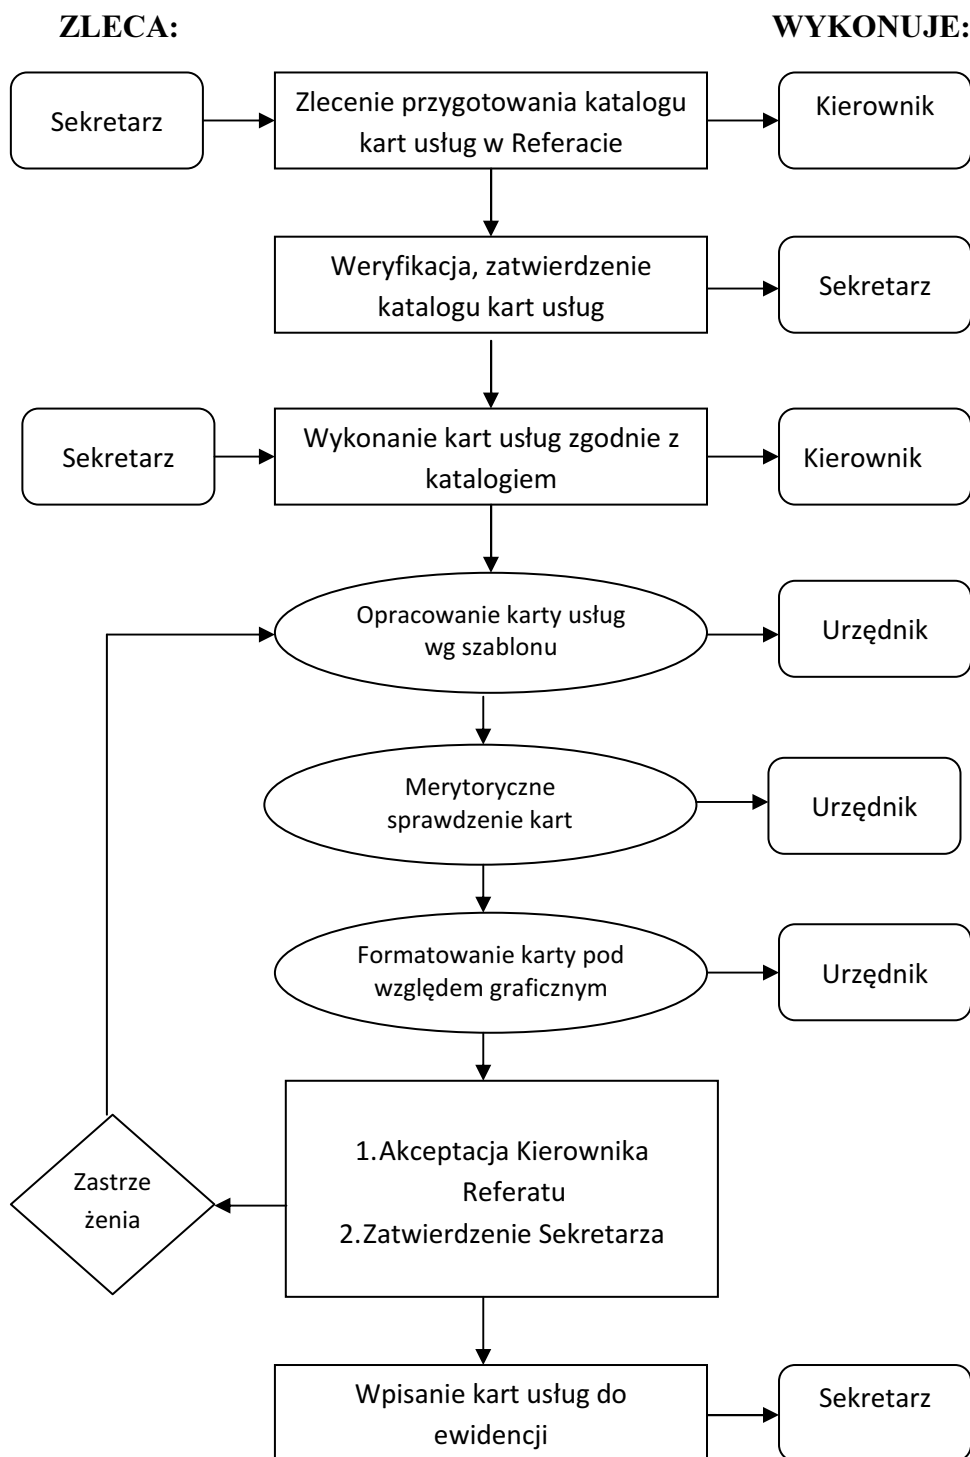 ZLECA:
WYKONUJE:
Sekretarz
Zlecenie przygotowania katalogu
kart usług w Referacie
Kierownik
Weryfikacja, zatwierdzenie
katalogu kart usług
Sekretarz
Sekretarz
Wykonanie kart usług zgodnie z
katalogiem
Kierownik
Opracowanie karty usług
wg szablonu
Urzędnik
Merytoryczne
sprawdzenie kart
Urzędnik
Formatowanie karty pod
względem graficznym
Urzędnik
1.Akceptacja Kierownika
Referatu
2.Zatwierdzenie Sekretarza
Zastrze
żenia
Wpisanie kart usług do
ewidencji
Sekretarz